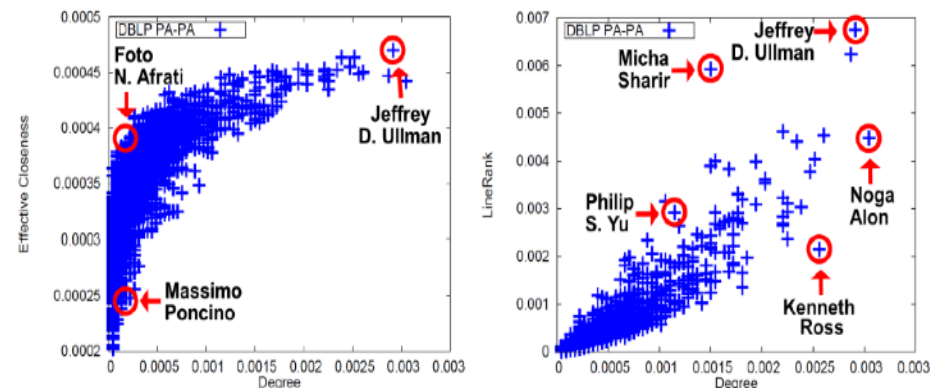 0.0005
0.00045
0.0004
0.00035
0.0003
0.00025
0.0002
Effective Closeness
DBLP PA-PA
Foto
N. Afrati
Jeffrey
D. Ullman
Massimo
Poncino
0 0.0005 0.001 0.0015 0.002 0.0025 0.003 0.003
Degree
0.007
0.006
0.005
0.004
0.003
0.002
0.001
0
LineRank
DBLP PA-PA
Jeffrey
D. Ullman
Micha
Sharir
Philip
S. Yu
Noga
Alon
Kenneth
Ross
0 0.0005 0.001 0.0015 0.002 0.0025 0.003 0.003
Degree